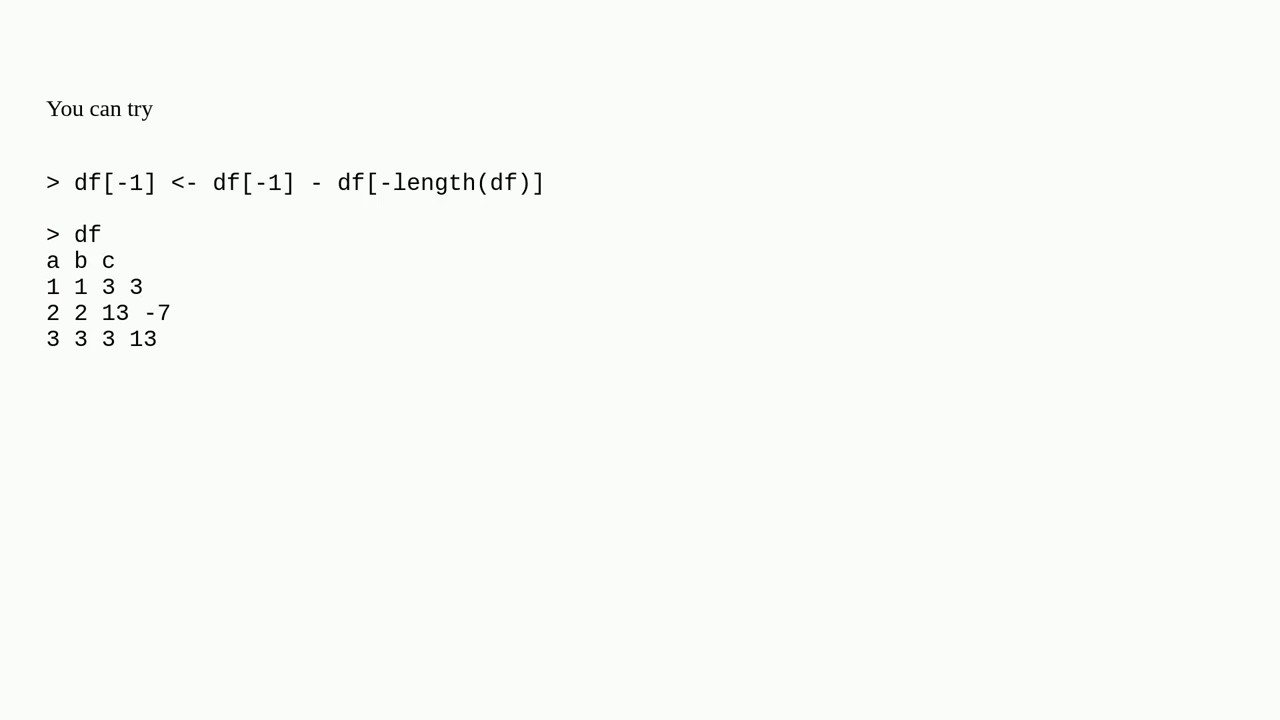 You can try
> df[-1] <- df[-1] - df[-length(df)]
> df
a b c
1 1 3 3
2 2 13 -7
3 3 3 13